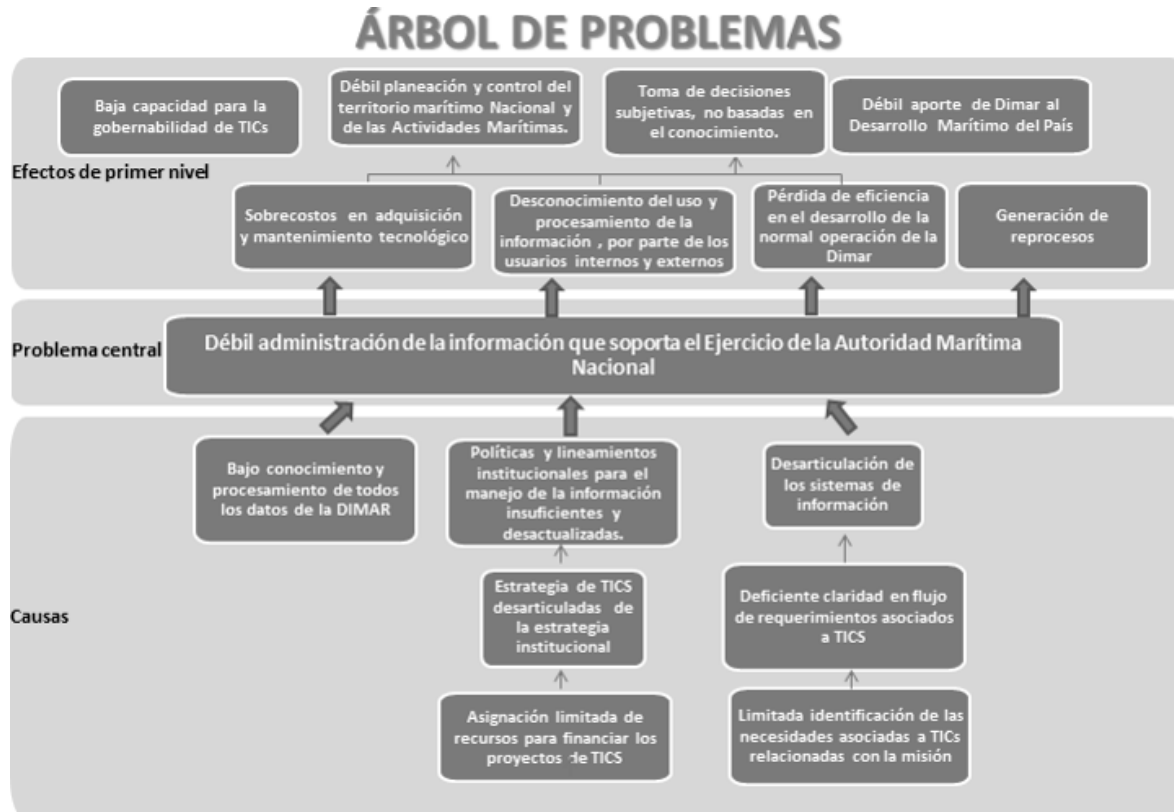 ÁRBOL DE PROBLEMAS
Baja capacidad para la
gobernabilidad de TICs
Débil planeación y control del
territorio marítimo Nacional y
de las Actividades Marítimas.
Toma de decisiones
subjetivas, no basadas en
el conocimiento.
Débil aporte de Dimar al
Desarrollo Marítimo del País
Efectos de primer nivel
Sobrecostos en adquisición
y mantenimiento tecnológico
Desconocimiento del uso y
procesamiento de la
información , por parte de los
usuarios internos y externos
Pérdida de eficiencia
en el desarrollo de la
normal operación de la
Dimar
Generación de
reprocesos
Problema central
Débil administración de la información que soporta el Ejercicio de la Autoridad Marítima
Nacional
Bajo conocimiento y
procesamiento de todos
los datos de la DIMAR
Políticas y lineamientos
institucionales para el
manejo de la información
insuficientes y
desactualizadas.
Desarticulación de
los sistemas de
información
Causas
Estrategia de TICS
desarticuladas de
la estrategia
institucional
Deficiente claridad en flujo
de requerimientos asociados
a TICS
Asignación limitada de
recursos para financiar los
proyectos de TICS
Limitada identificación de las
necesidades asociadas a TICs
relacionadas con la misión